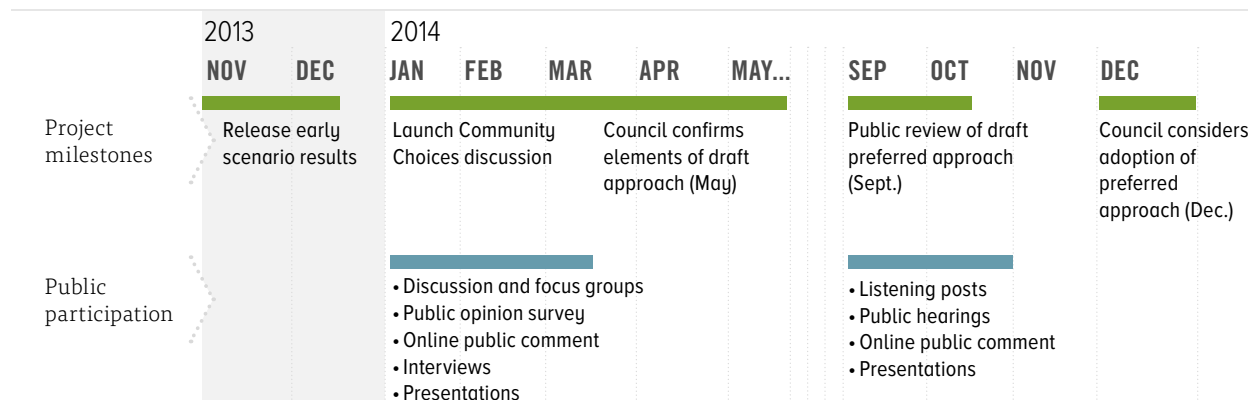 2013
2014
NOV DEC JAN FEB MAR APR MAY... SEP OCT NOV DEC
Project
milestones
Release early
scenario results
Launch Community
Choices discussion
Council confirms
elements of draft
approach (May)
Public review of draft
preferred approach
(Sept.)
Council considers
adoption of
preferred
approach (Dec.)
Public
participation
• Discussion and focus groups
• Public opinion survey
• Online public comment
• Interviews
• Presentations
• Listening posts
• Public hearings
• Online public comment
• Presentations